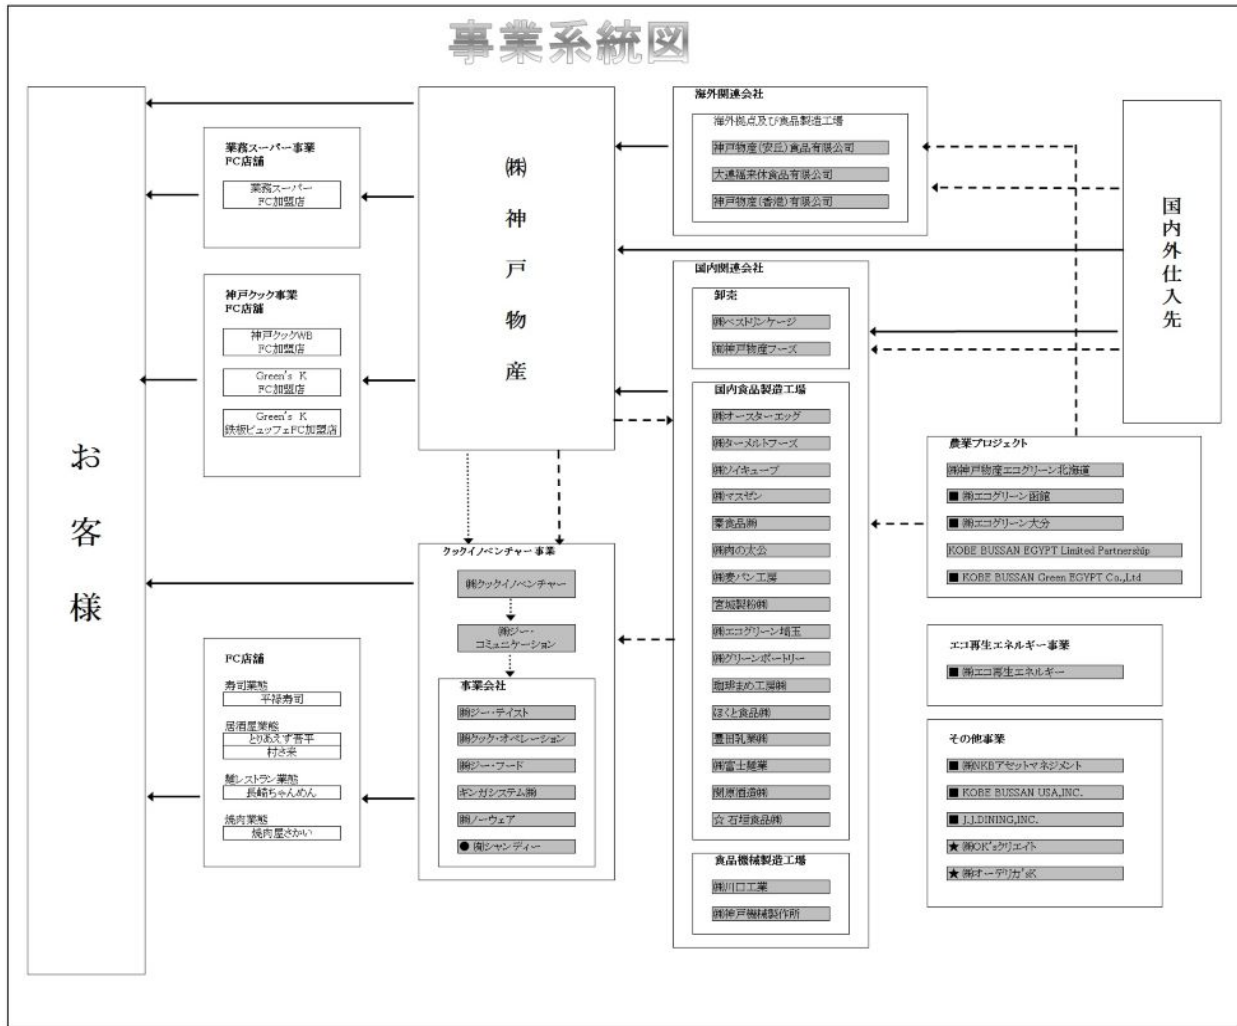 事業系統図
お客様
業務スーパー事業
FC店舗
業務スーパー
FC加盟店
神戸クック事業
FC店舗
神戸クックWB
FC加盟店
Green's K
FC加盟店
Green's K
鉄板ビュッフェFC加盟店
FC店舗
寿司業態
平禄寿司
居酒屋業態
とりあえず吾平
村さ来
麺レストラン業態
長崎ちゃんめん
焼肉業態
焼肉屋さかい
㈱神戸物産
クックイノベンチャー事業
㈱クックイノベンチャー
㈱ジー・
コミュニケーション
事業会社
㈱ジー・テイスト
㈱クック・オペレーション
㈱ジー・フード
ギンガシステム㈱
㈱ノーウェア
● ㈲シャンディー
海外関連会社
海外拠点及び食品製造工場
神戸物産(安丘)食品有限公司
大連福来休食品有限公司
神戸物産(香港)有限公司
国内関連会社
卸売
㈱ベストリンケージ
㈲神戸物産フーズ
国内食品製造工場
㈱オースターエッグ
㈱ターメルトフーズ
㈱ソイキューブ
㈱マスゼン
秦食品㈱
㈱肉の太公
㈱麦パン工房
宮城製粉㈱
㈱エコグリーン埼玉
㈱グリーンポートリー
珈琲まめ工房㈱
ほくと食品㈱
豊田乳業㈱
㈱富士麺業
関原酒造㈱
☆ 石垣食品㈱
食品機械製造工場
㈱川口工業
㈱神戸機械製作所
国内外仕入先
農業プロジェクト
㈱神戸物産エコグリーン北海道
■ ㈱エコグリーン函館
■ ㈱エコグリーン大分
KOBE BUSSAN EGYPT Limited Partnership
■ KOBE BUSSAN Green EGYPT Co.,Ltd
エコ再生エネルギー事業
■ ㈱エコ再生エネルギー
その他事業
■ ㈱NKBアセットマネジメント
■ KOBE BUSSAN USA,INC.
■ J.J.DINING,INC.
★ ㈱OK'sクリエイト
★ ㈱オーデリカ'sK